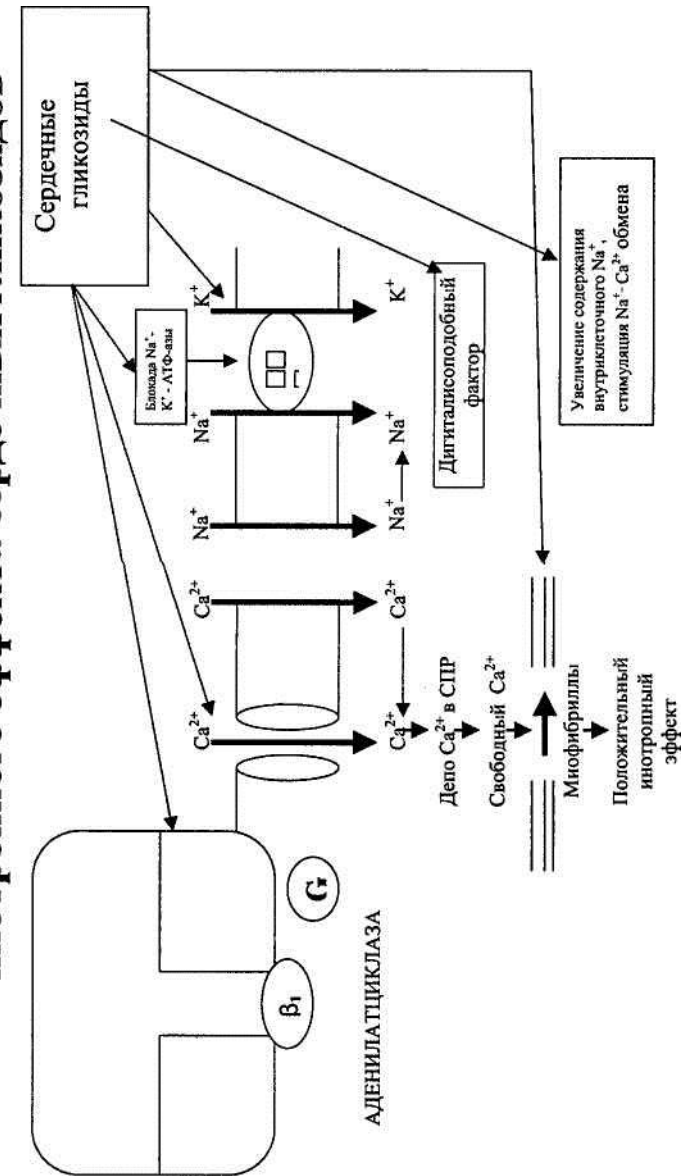 Сердечные
гликозиды
Блокада Na⁺-
K⁺- АТФ-азы
Ca²⁺
Ca²⁺
Na⁺
Na⁺
K⁺
β₁
G
АДЕНИЛАТЦИКЛАЗА
Ca²⁺
Ca²⁺
Na⁺
Na⁺
K⁺
Депо Ca²⁺ в СПР
Свободный Ca²⁺
Миофибриллы
Положительный
инотропный
эффект
Дигиталисоподобный
фактор
Увеличение содержания
внутриклеточного Na⁺,
стимуляция Na⁺- Ca²⁺ обмена